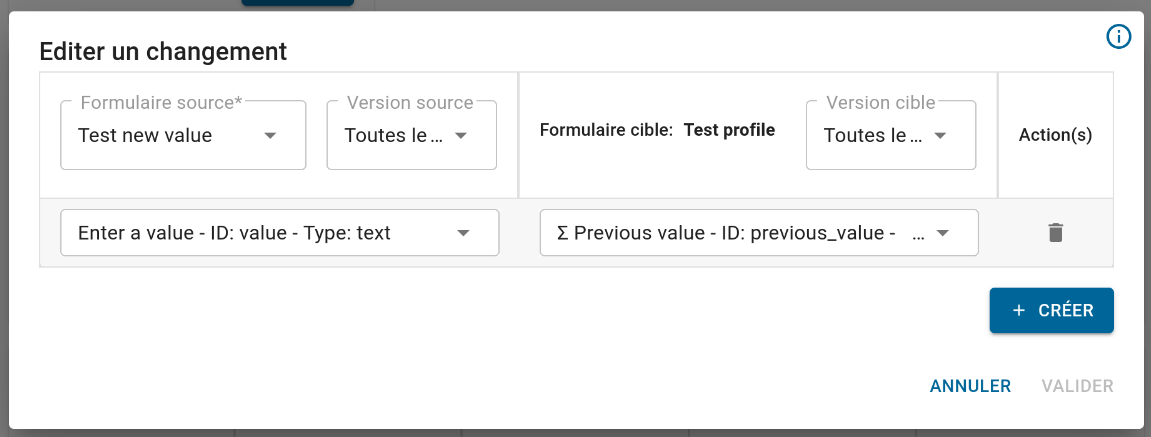 Editer un changement
Formulaire source*
Test new value
Version source
Toutes le ...
Formulaire cible: Test profile
Version cible
Toutes le ...
Action(s)
Enter a value - ID: value - Type: text
Σ Previous value - ID: previous_value - ...
+ CRÉER
ANNULER VALIDER